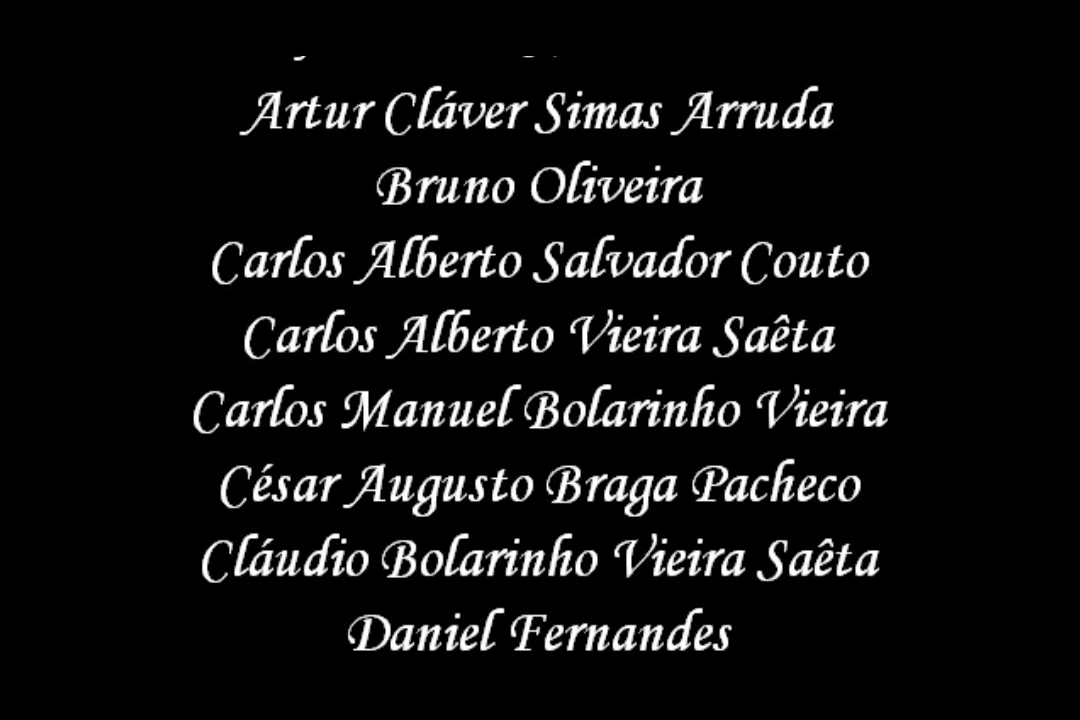 Artur Cláver Simas Arruda
Bruno Oliveira
Carlos Alberto Salvador Couto
Carlos Alberto Vieira Saêta
Carlos Manuel Bolarinho Vieira
César Augusto Braga Pacheco
Cláudio Bolarinho Vieira Saêta
Daniel Fernandes